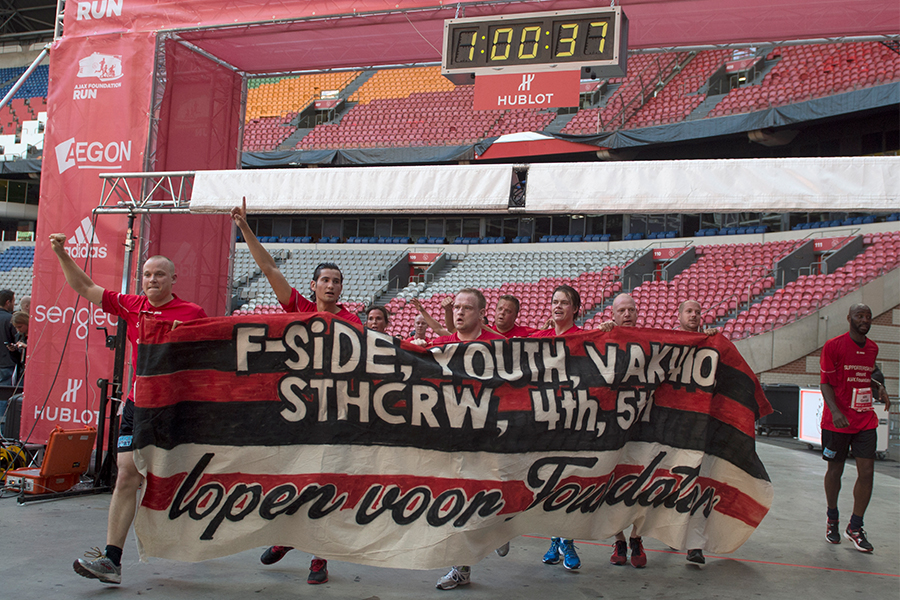 RUN
AJAX FOUNDATION
RUN
AEGON
adidas
HUBLOT
1:00:37
HUBLOT
F-SiDE, YOUTH, VAK410
STHCRW, 4th, 5th
lopen voor Foundation